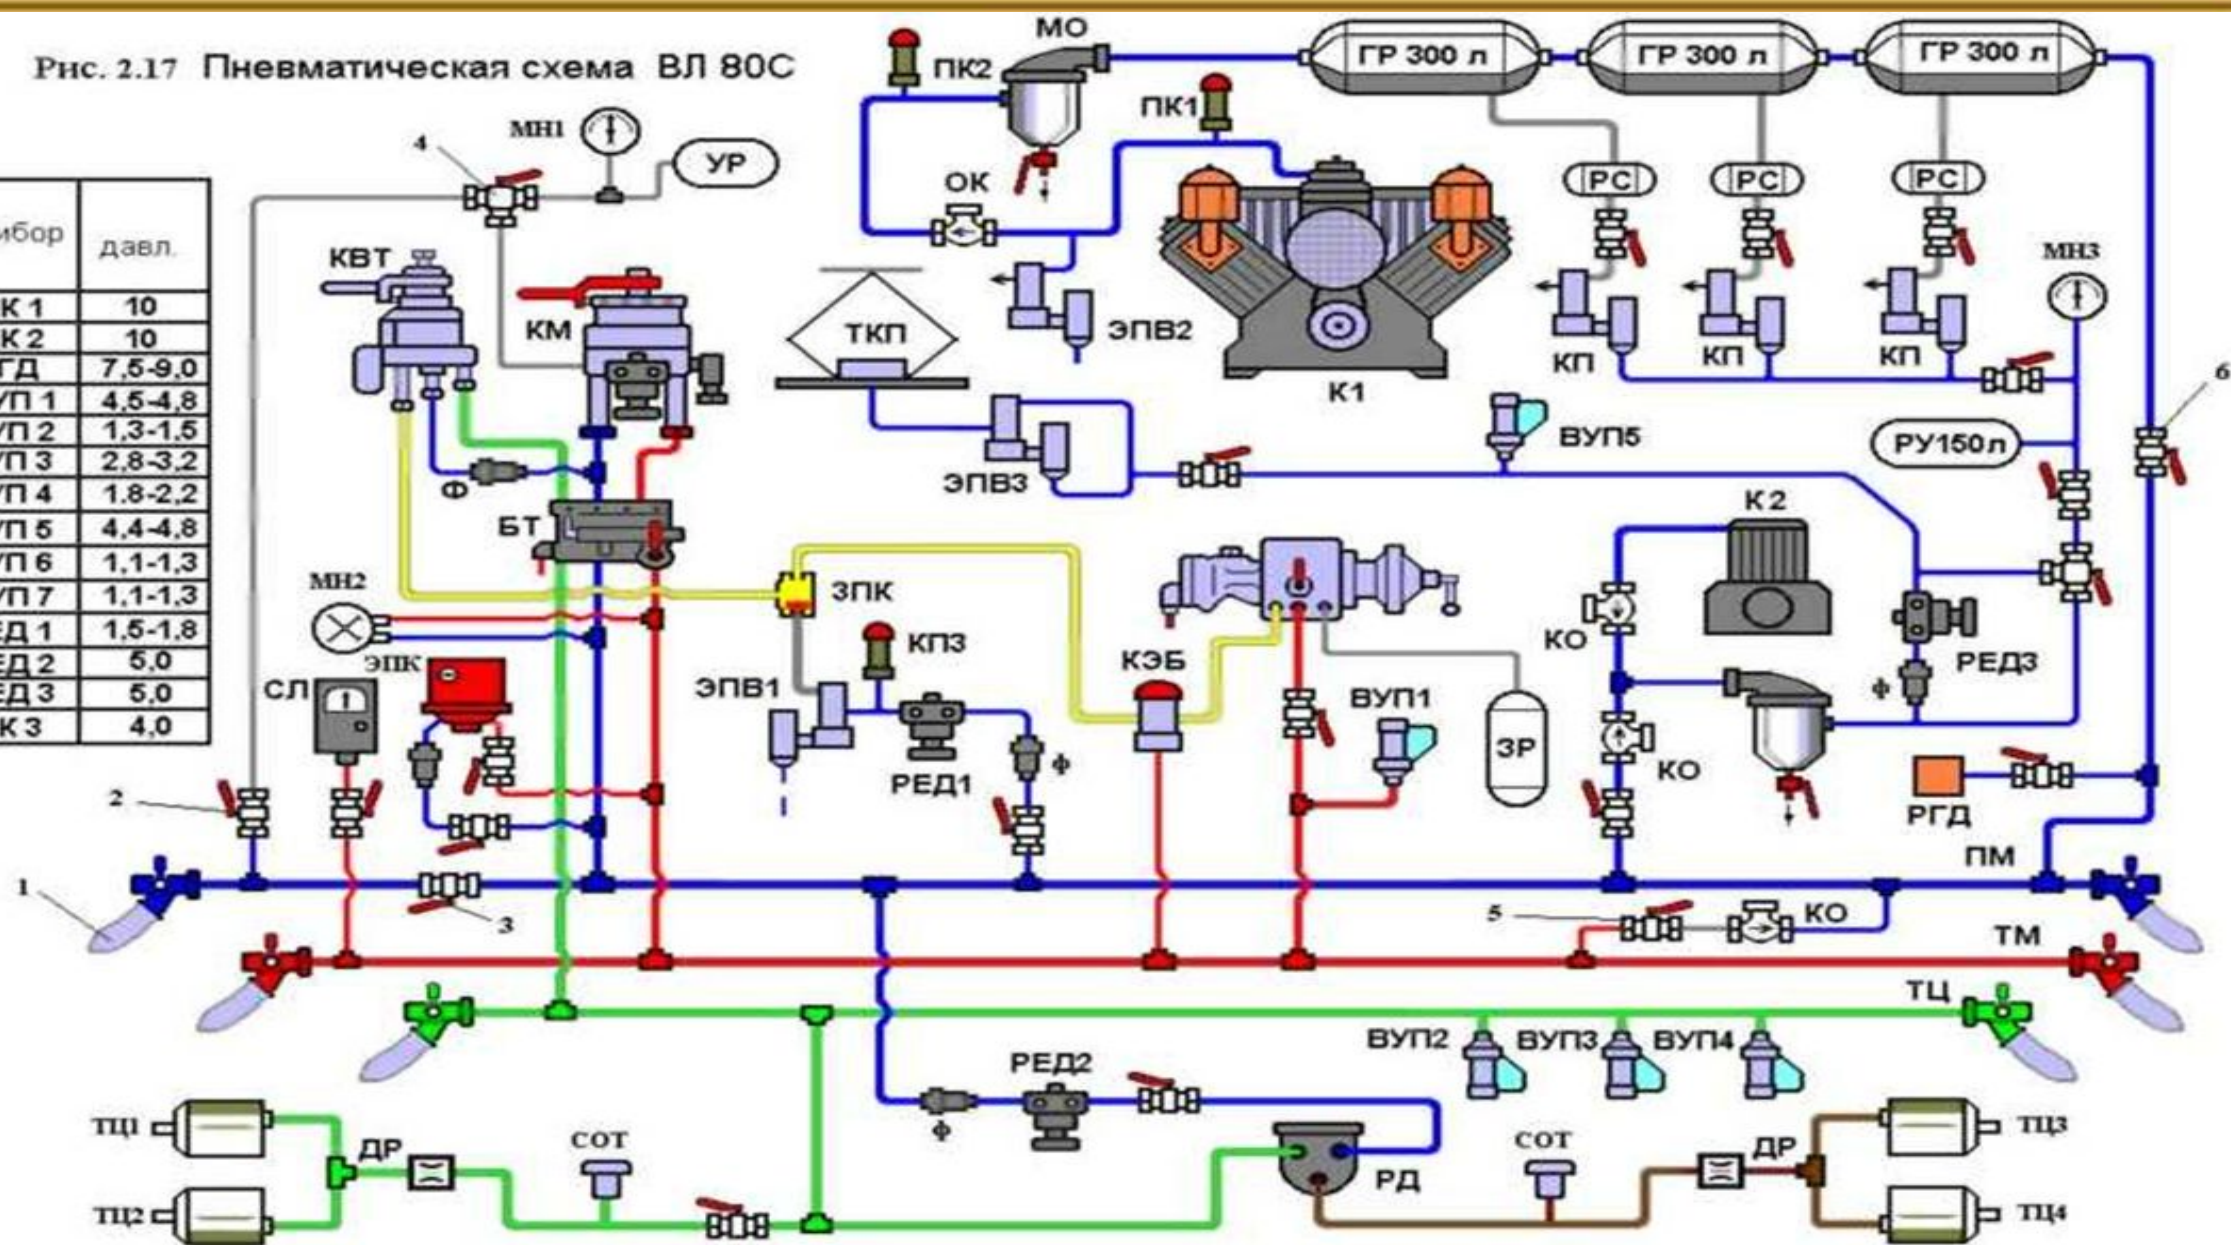 Рис. 2.17 Пневматическая схема ВЛ 80С
МО
ПК2
ГР 300 л
ГР 300 л
ГР 300 л
ПК1
МН1
4
УР
ОК
РС
РС
РС
ибор давл.
К 1 10
К 2 10
ГД 7,5-9,0
УП 1 4,5-4,8
УП 2 1,3-1,5
УП 3 2,8-3,2
УП 4 1.8-2,2
УП 5 4,4-4,8
УП 6 1,1-1,3
УП 7 1,1-1,3
ЕД 1 1,5-1,8
ЕД 2 5,0
ЕД 3 5,0
К 3 4,0
КВТ
КМ
ТКП
ЭПВ2
К1
КП
КП
КП
МН3
6
ВУП5
РУ150л
ЭПВ3
Ф
БТ
К2
МН2
ЗПК
КП3
КЭБ
КО
РЕД3
ЭПК
СЛ
ЭПВ1
ВУП1
ф
РЕД1
ф
ЗР
КО
2
РГД
ПМ
1
3
5
КО
ТМ
ТЦ
ВУП2
ВУП3
ВУП4
РЕД2
ф
ТЦ1
ДР
СОТ
СОТ
ДР
ТЦ3
РД
ТЦ2
ТЦ4